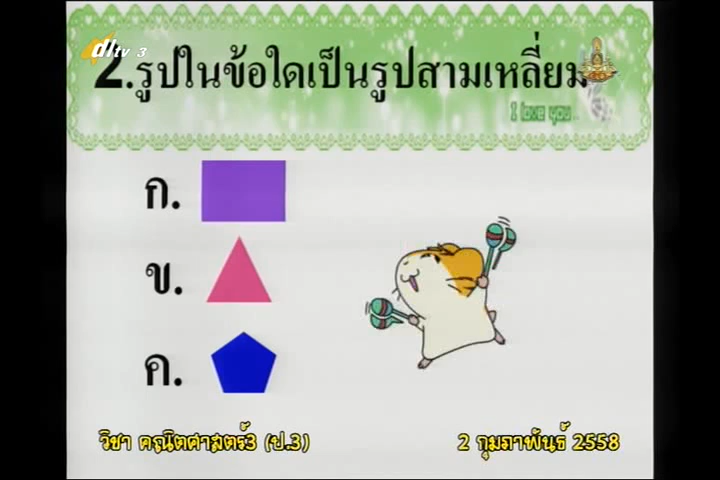 dltv 3
2.รูปในข้อใดเป็นรูปสามเหลี่ยม
I love you..
ก.
ข.
ค.
วิชา คณิตศาสตร์3 (ป.3)
2 กุมภาพันธ์ 2558